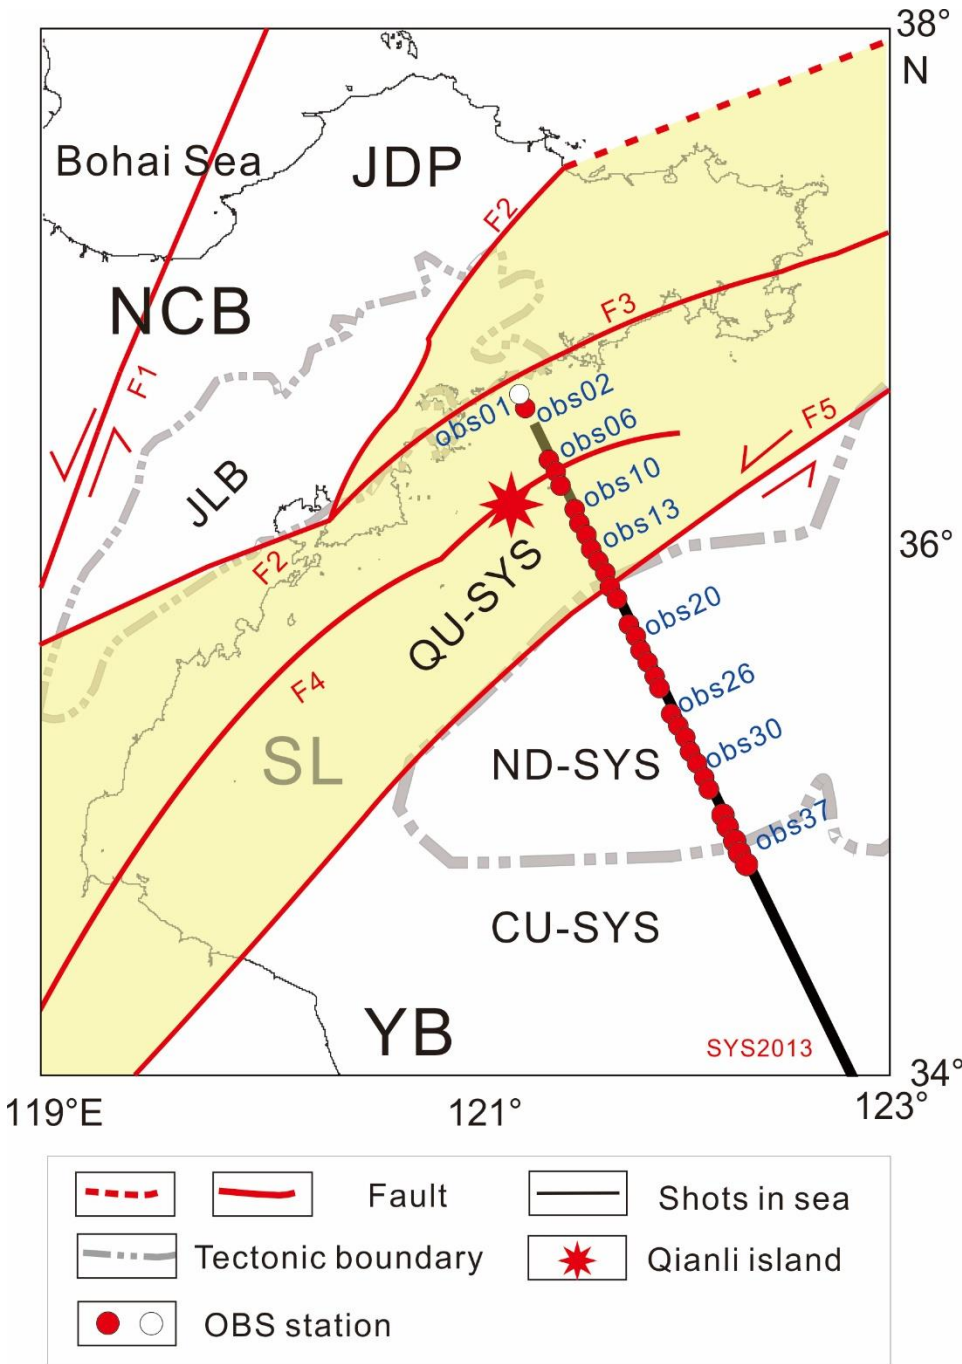 38°
N
Bohai Sea
JDP
F2
NCB
F3
F1
obs01
obs02
F5
obs06
JLB
obs10
obs13
36°
F2
QU-SYS
obs20
F4
obs26
SL
ND-SYS
obs30
obs37
CU-SYS
YB
SYS2013
34°
119°E
121°
123°
Fault
Shots in sea
Tectonic boundary
Qianli island
OBS station